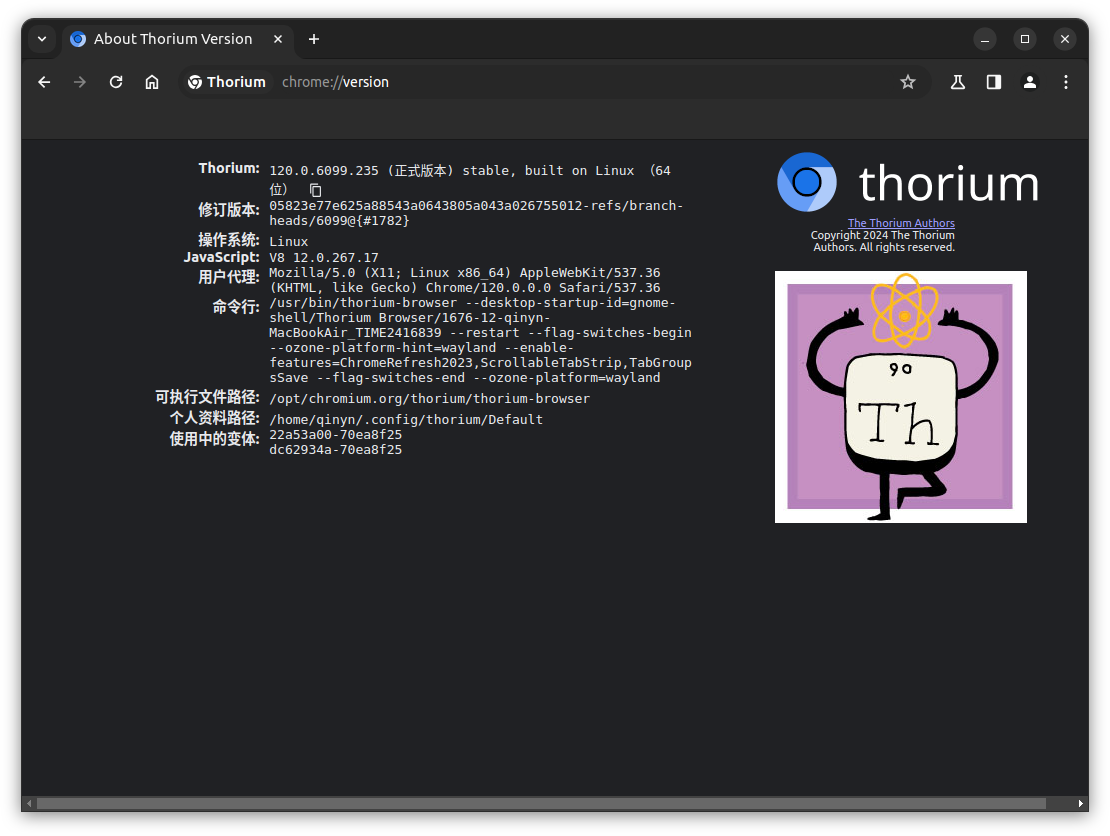 About Thorium Version
Thorium chrome://version
Thorium: 120.0.6099.235 (正式版本) stable, built on Linux （64
位）
修订版本: 05823e77e625a88543a0643805a043a026755012-refs/branch-
heads/6099@{#1782}
操作系统: Linux
JavaScript: V8 12.0.267.17
用户代理: Mozilla/5.0 (X11; Linux x86_64) AppleWebKit/537.36
(KHTML, like Gecko) Chrome/120.0.0.0 Safari/537.36
命令行: /usr/bin/thorium-browser --desktop-startup-id=gnome-
shell/Thorium Browser/1676-12-qinyn-
MacBookAir_TIME2416839 --restart --flag-switches-begin
--ozone-platform-hint=wayland --enable-
features=ChromeRefresh2023,ScrollableTabStrip,TabGroup
sSave --flag-switches-end --ozone-platform=wayland
可执行文件路径: /opt/chromium.org/thorium/thorium-browser
个人资料路径: /home/qinyn/.config/thorium/Default
使用中的变体: 22a53a00-70ea8f25
dc62934a-70ea8f25
thorium
The Thorium Authors
Copyright 2024 The Thorium
Authors. All rights reserved.
90
Th